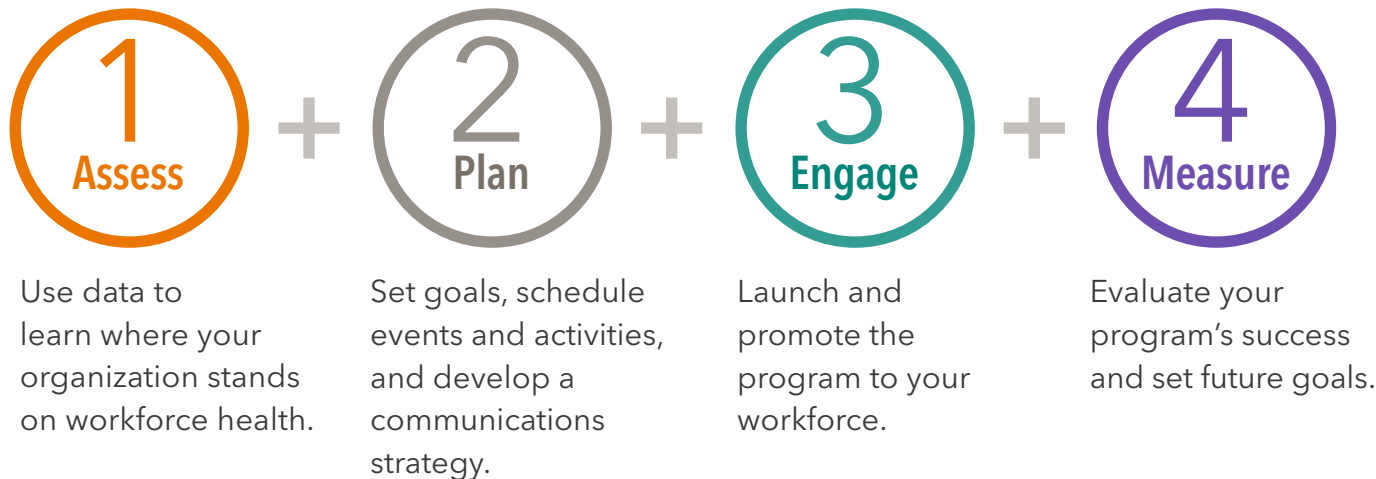 1
Assess
+
2
Plan
+
3
Engage
+
4
Measure
Use data to
learn where your
organization stands
on workforce health.
Set goals, schedule
events and activities,
and develop a
communications
strategy.
Launch and
promote the
program to your
workforce.
Evaluate your
program’s success
and set future goals.